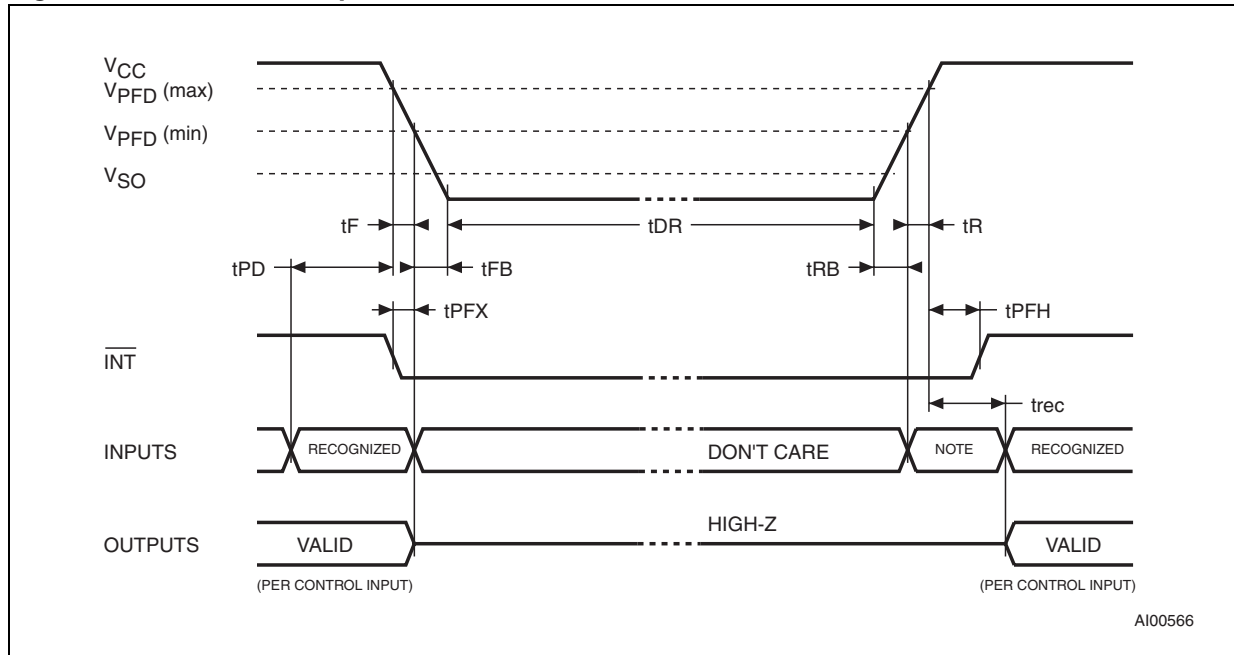 VCC
VPFD (max)
VPFD (min)
VSO
tF
tDR
tR
tPD
tFB
tRB
tPFX
tPFH
INT
trec
INPUTS
RECOGNIZED
DON'T CARE
NOTE
RECOGNIZED
HIGH-Z
OUTPUTS
VALID
VALID
(PER CONTROL INPUT)
(PER CONTROL INPUT)
AI00566